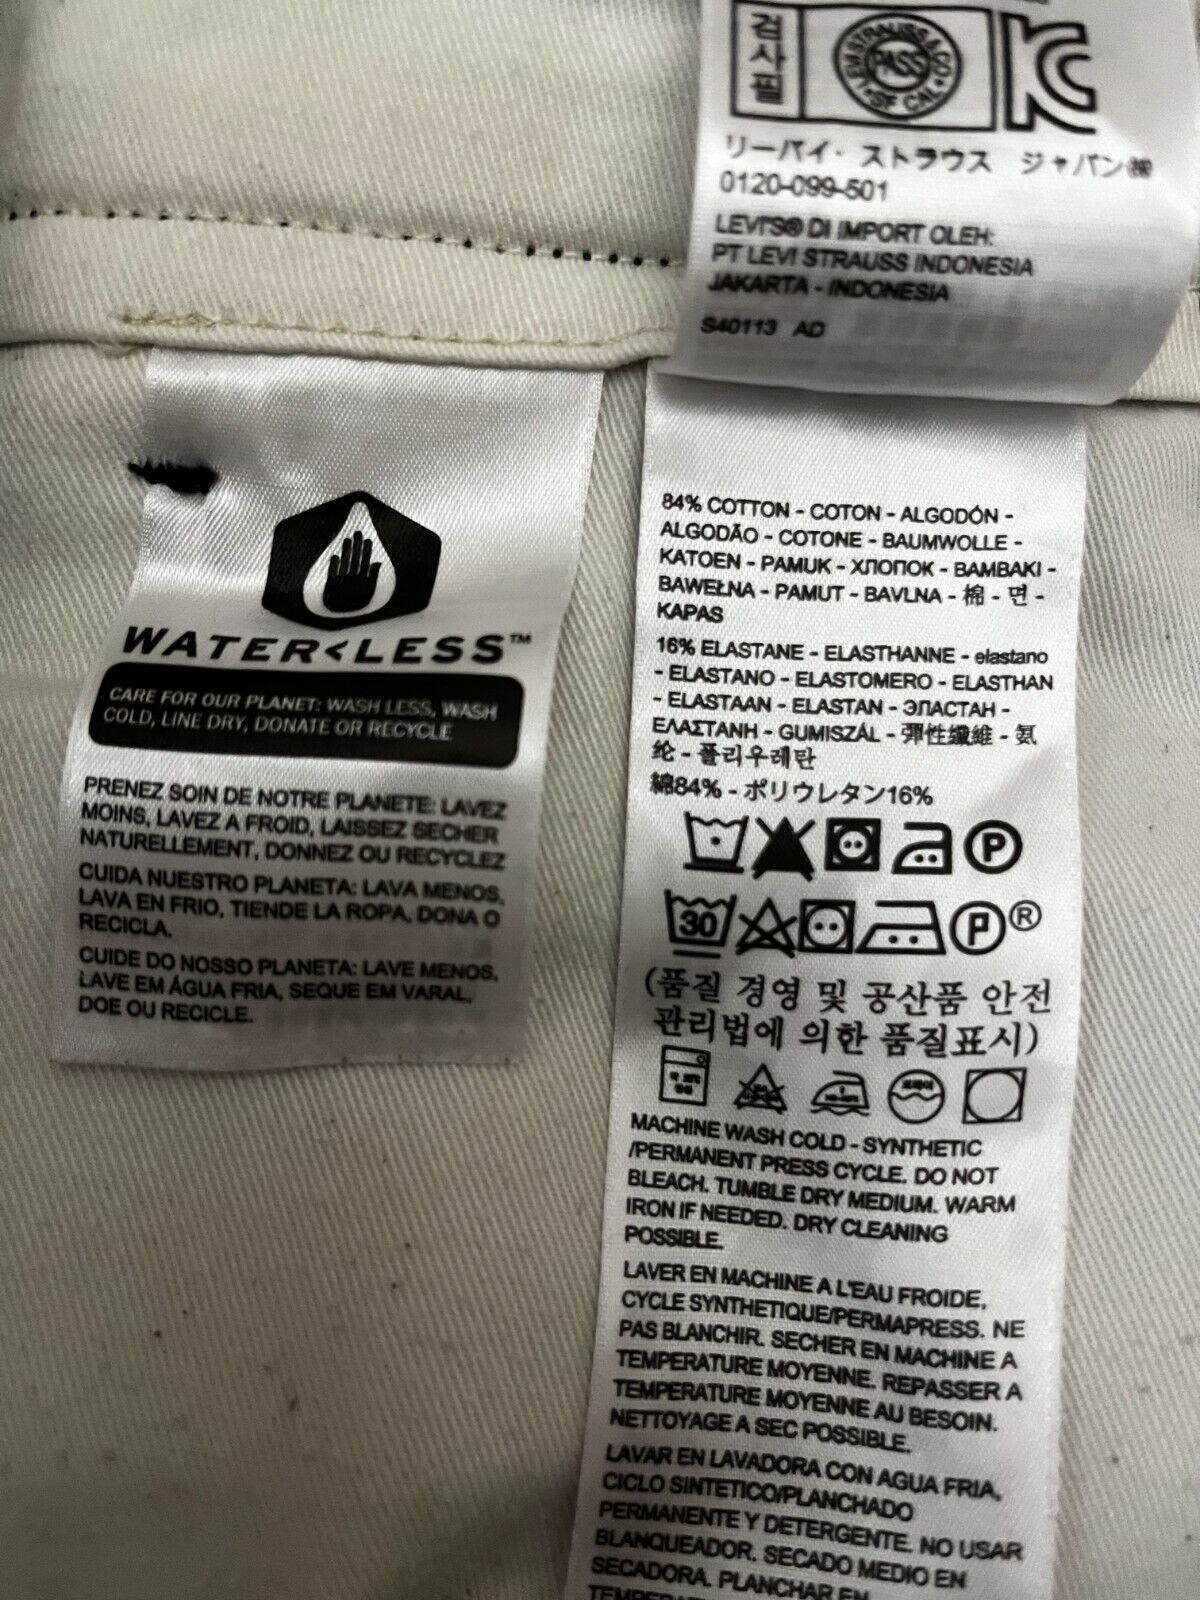 검
사
필
LEVI STRAUSS & CO
PASS
SF CAL
リーバイ・ストラウス ジャパン㈱
0120-099-501
LEVI'S® DI IMPORT OLEH:
PT LEVI STRAUSS INDONESIA
JAKARTA - INDONESIA
S40113 AD
WATER<LESS™
CARE FOR OUR PLANET: WASH LESS, WASH
COLD, LINE DRY, DONATE OR RECYCLE
PRENEZ SOIN DE NOTRE PLANETE: LAVEZ
MOINS, LAVEZ A FROID, LAISSEZ SECHER
NATURELLEMENT, DONNEZ OU RECYCLEZ
CUIDA NUESTRO PLANETA: LAVA MENOS,
LAVA EN FRIO, TIENDE LA ROPA, DONA O
RECICLA.
CUIDE DO NOSSO PLANETA: LAVE MENOS,
LAVE EM ÁGUA FRIA, SEQUE EM VARAL,
DOE OU RECICLE.
84% COTTON - COTON - ALGODÓN -
ALGODÃO - COTONE - BAUMWOLLE -
KATOEN - PAMUK - ХЛОПОК - BAMBAKI -
BAWEŁNA - PAMUT - BAVLNA - 棉 - 면 -
KAPAS
16% ELASTANE - ELASTHANNE - elastano
- ELASTANO - ELASTOMERO - ELASTHAN
- ELASTAAN - ELASTAN - ЭЛАСТАН -
ΕΛΑΣΤΑΝΗ - GUMISZÁL - 彈性纖維 - 氨
纶 - 폴리우레탄
綿84% - ポリウレタン16%
P
30 P ®
(품질 경영 및 공산품 안전
관리법에 의한 품질표시)
MACHINE WASH COLD - SYNTHETIC
/PERMANENT PRESS CYCLE. DO NOT
BLEACH. TUMBLE DRY MEDIUM. WARM
IRON IF NEEDED. DRY CLEANING
POSSIBLE.
LAVER EN MACHINE A L'EAU FROIDE,
CYCLE SYNTHETIQUE/PERMAPRESS. NE
PAS BLANCHIR. SECHER EN MACHINE A
TEMPERATURE MOYENNE. REPASSER A
TEMPERATURE MOYENNE AU BESOIN.
NETTOYAGE A SEC POSSIBLE.
LAVAR EN LAVADORA CON AGUA FRIA,
CICLO SINTETICO/PLANCHADO
PERMANENTE Y DETERGENTE. NO USAR
BLANQUEADOR. SECADO MEDIO EN
SECADORA. PLANCHAR EN